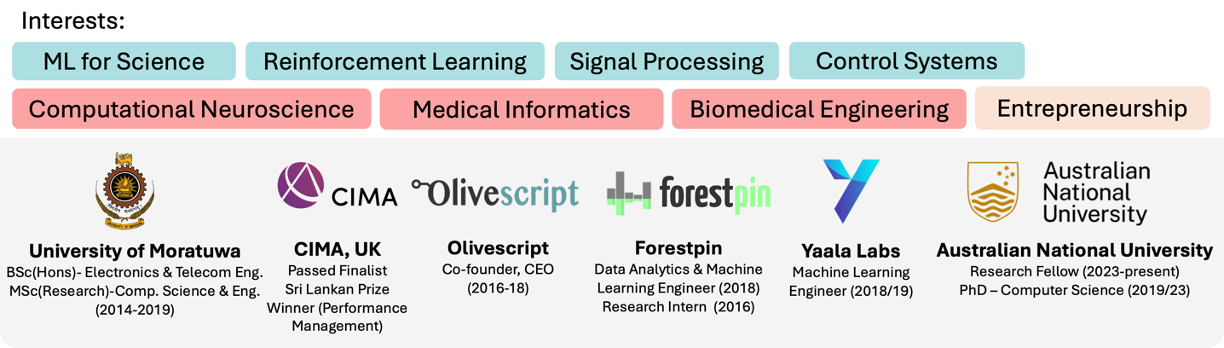 Interests:
ML for Science
Reinforcement Learning
Signal Processing
Control Systems
Computational Neuroscience
Medical Informatics
Biomedical Engineering
Entrepreneurship
University of Moratuwa
BSc(Hons)- Electronics & Telecom Eng.
MSc(Research)-Comp. Science & Eng.
(2014-2019)
CIMA
CIMA, UK
Passed Finalist
Sri Lankan Prize
Winner (Performance
Management)
Olivescript
Olivescript
Co-founder, CEO
(2016-18)
forestpin
Forestpin
Data Analytics & Machine
Learning Engineer (2018)
Research Intern (2016)
Yaala Labs
Machine Learning
Engineer (2018/19)
Australian
National
University
Australian National University
Research Fellow (2023-present)
PhD – Computer Science (2019/23)